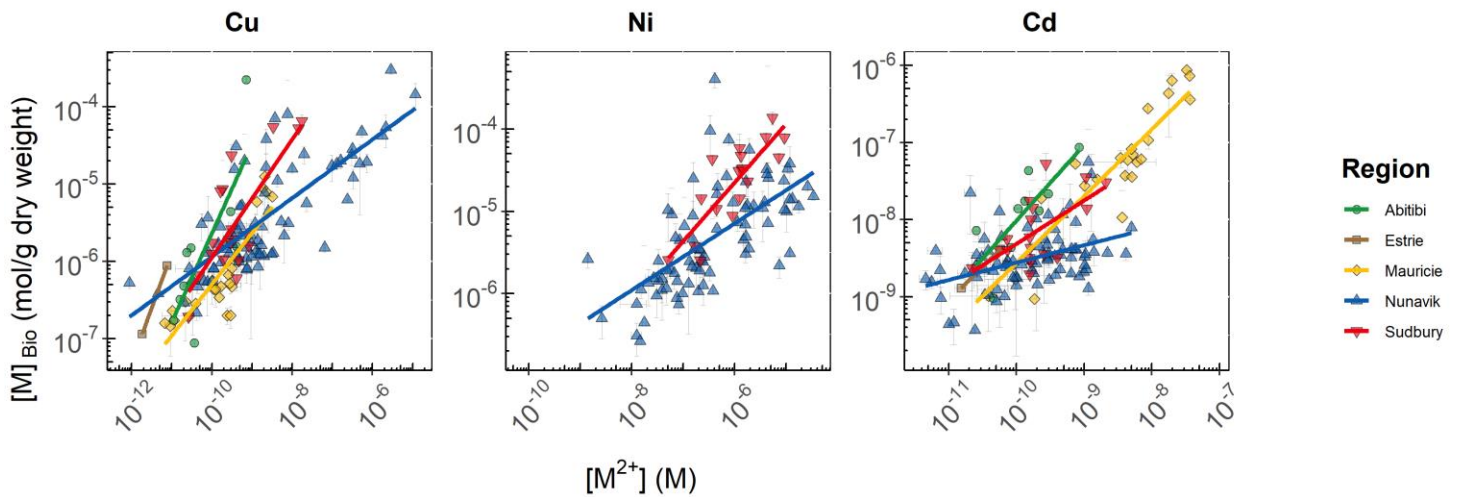 Cu Ni Cd
[M] Bio (mol/g dry weight)
10⁻⁴
10⁻⁵
10⁻⁶
10⁻⁷
10⁻¹² 10⁻¹⁰ 10⁻⁸ 10⁻⁶
10⁻⁴
10⁻⁵
10⁻⁶
10⁻¹⁰ 10⁻⁸ 10⁻⁶
10⁻⁶
10⁻⁷
10⁻⁸
10⁻⁹
10⁻¹¹ 10⁻¹⁰ 10⁻⁹ 10⁻⁸ 10⁻⁷
[M²⁺] (M)
Region
Abitibi
Estrie
Mauricie
Nunavik
Sudbury